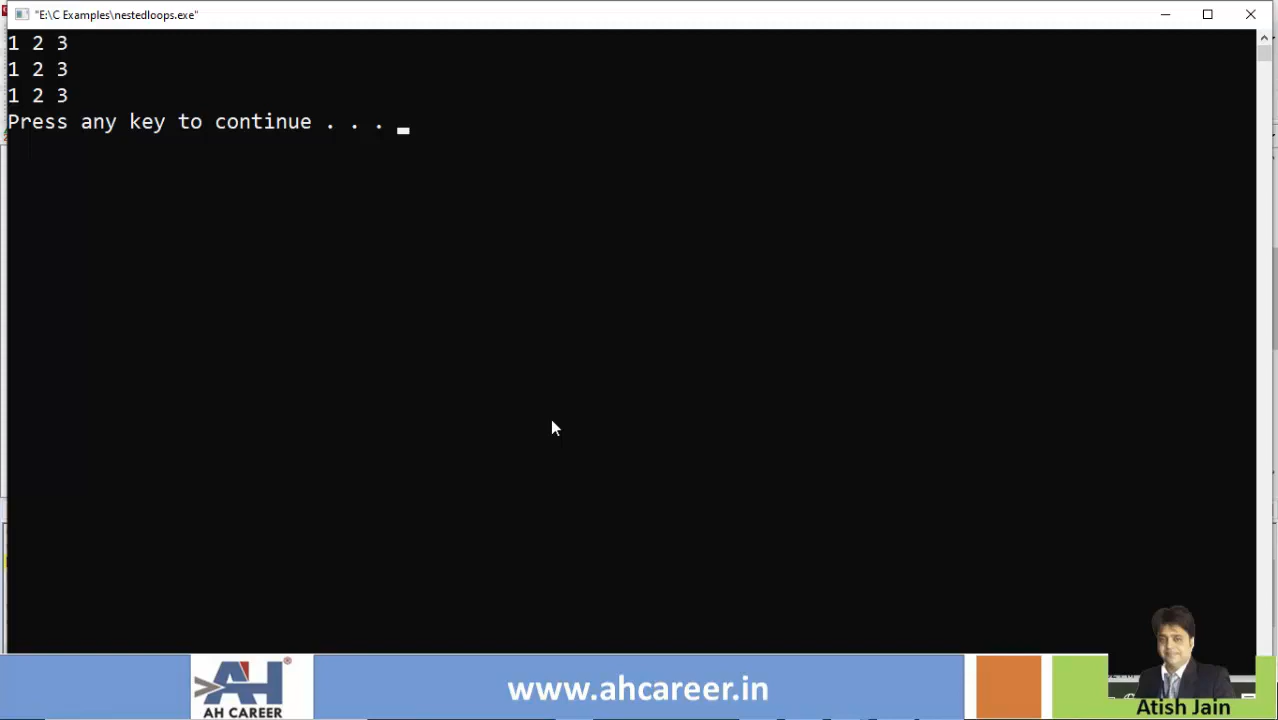 "E:\C Examples\nestedloops.exe"
1 2 3
1 2 3
1 2 3
Press any key to continue . . . _
AH
®
AH CAREER
www.ahcareer.in
Atish Jain